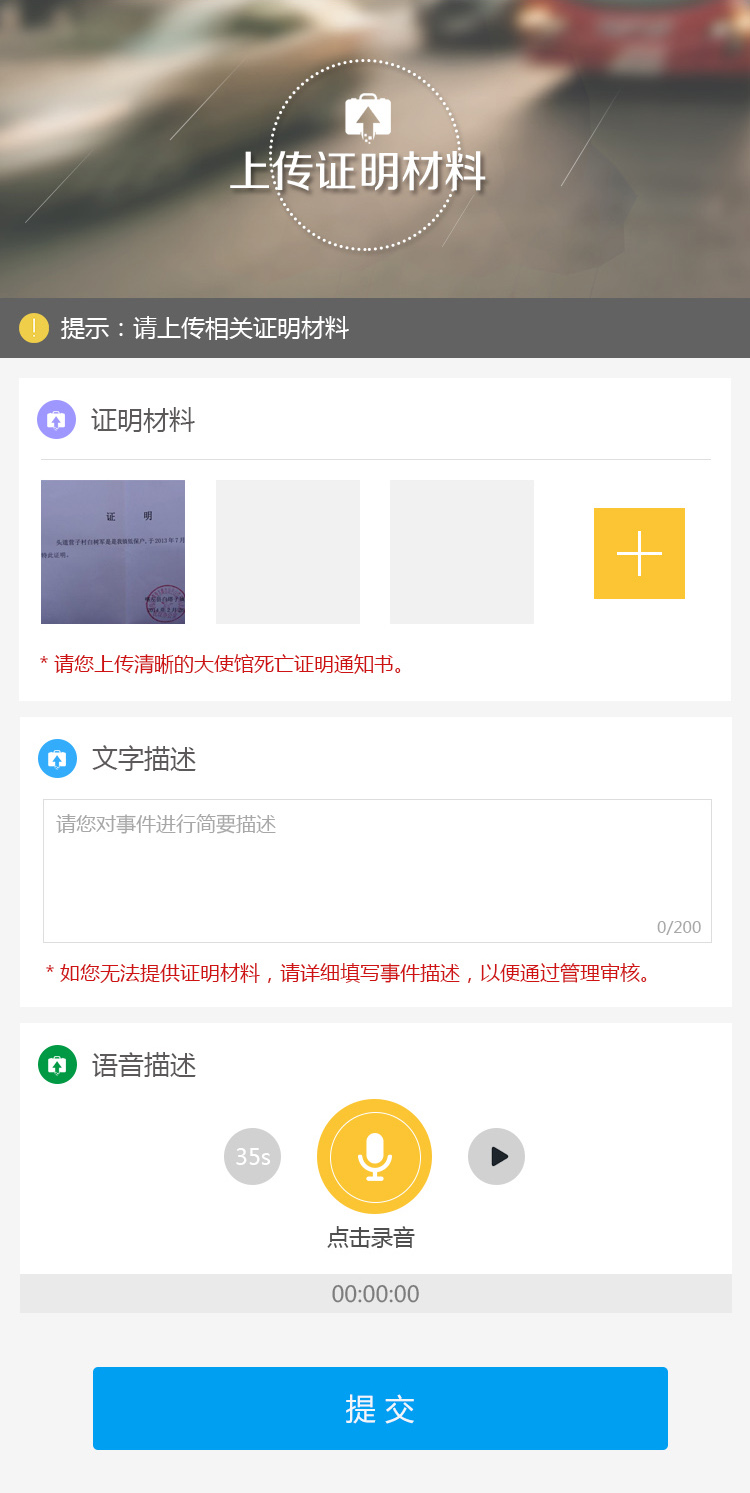 上传证明材料
提示：请上传相关证明材料
证明材料
证 明
特此证明。
* 请您上传清晰的大使馆死亡证明通知书。
文字描述
请您对事件进行简要描述
0/200
* 如您无法提供证明材料，请详细填写事件描述，以便通过管理审核。
语音描述
35s
点击录音
00:00:00
提 交